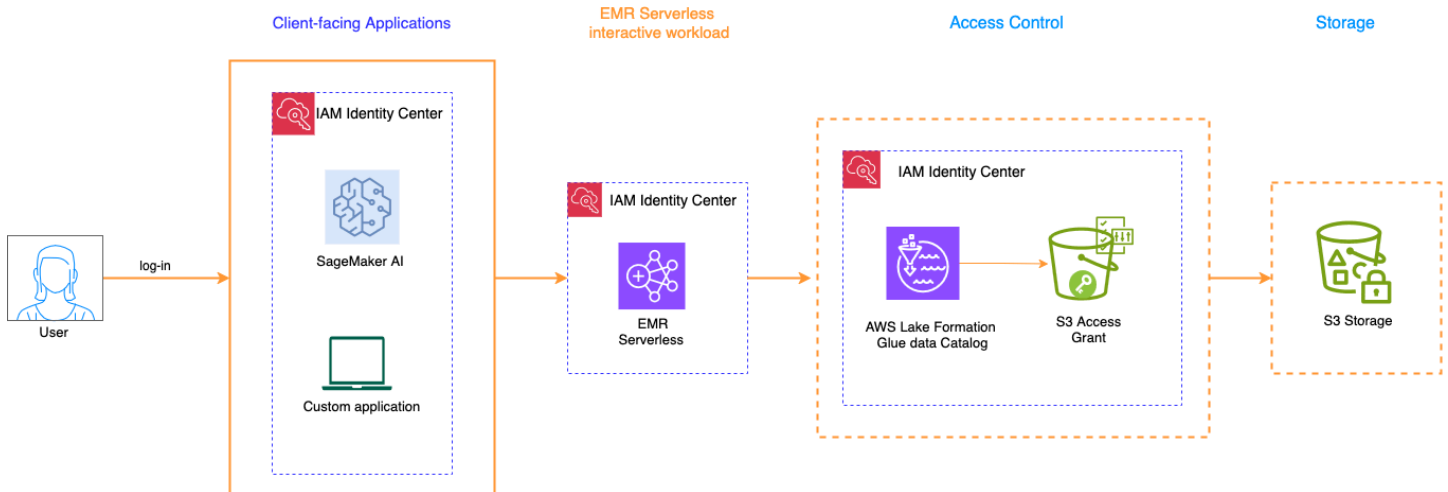 Client-facing Applications
EMR Serverless
interactive workload
Access Control
Storage
IAM Identity Center
SageMaker AI
Custom application
log-in
User
IAM Identity Center
EMR
Serverless
IAM Identity Center
AWS Lake Formation
Glue data Catalog
S3 Access
Grant
S3 Storage